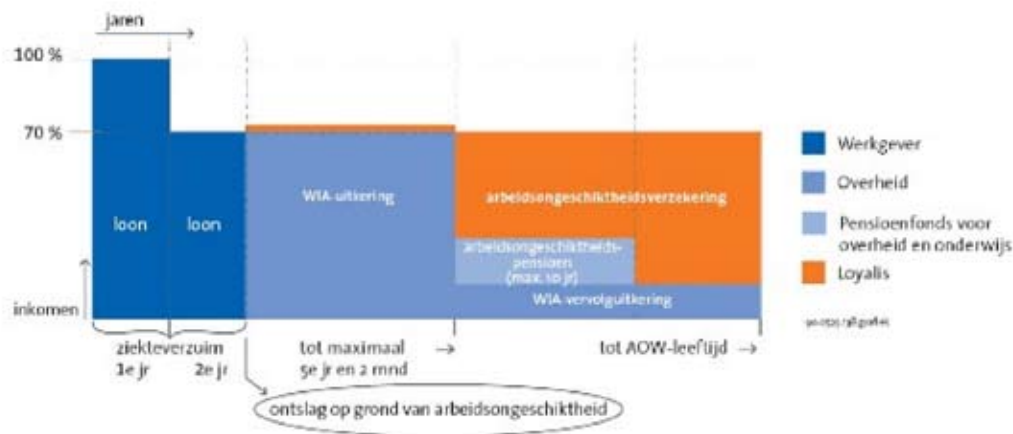 jaren
100 %
70 %
inkomen
loon
loon
WIA-uitkering
arbeidsongeschiktheidsverzekering
arbeidsongeschiktheids-
pensioen
(max. 10 jr)
WIA-vervolguitkering
ziekteverzuim
1e jr 2e jr
tot maximaal
5e jr en 2 mnd
tot AOW-leeftijd
ontslag op grond van arbeidsongeschiktheid
Werkgever
Overheid
Pensioenfonds voor
overheid en onderwijs
Loyalis